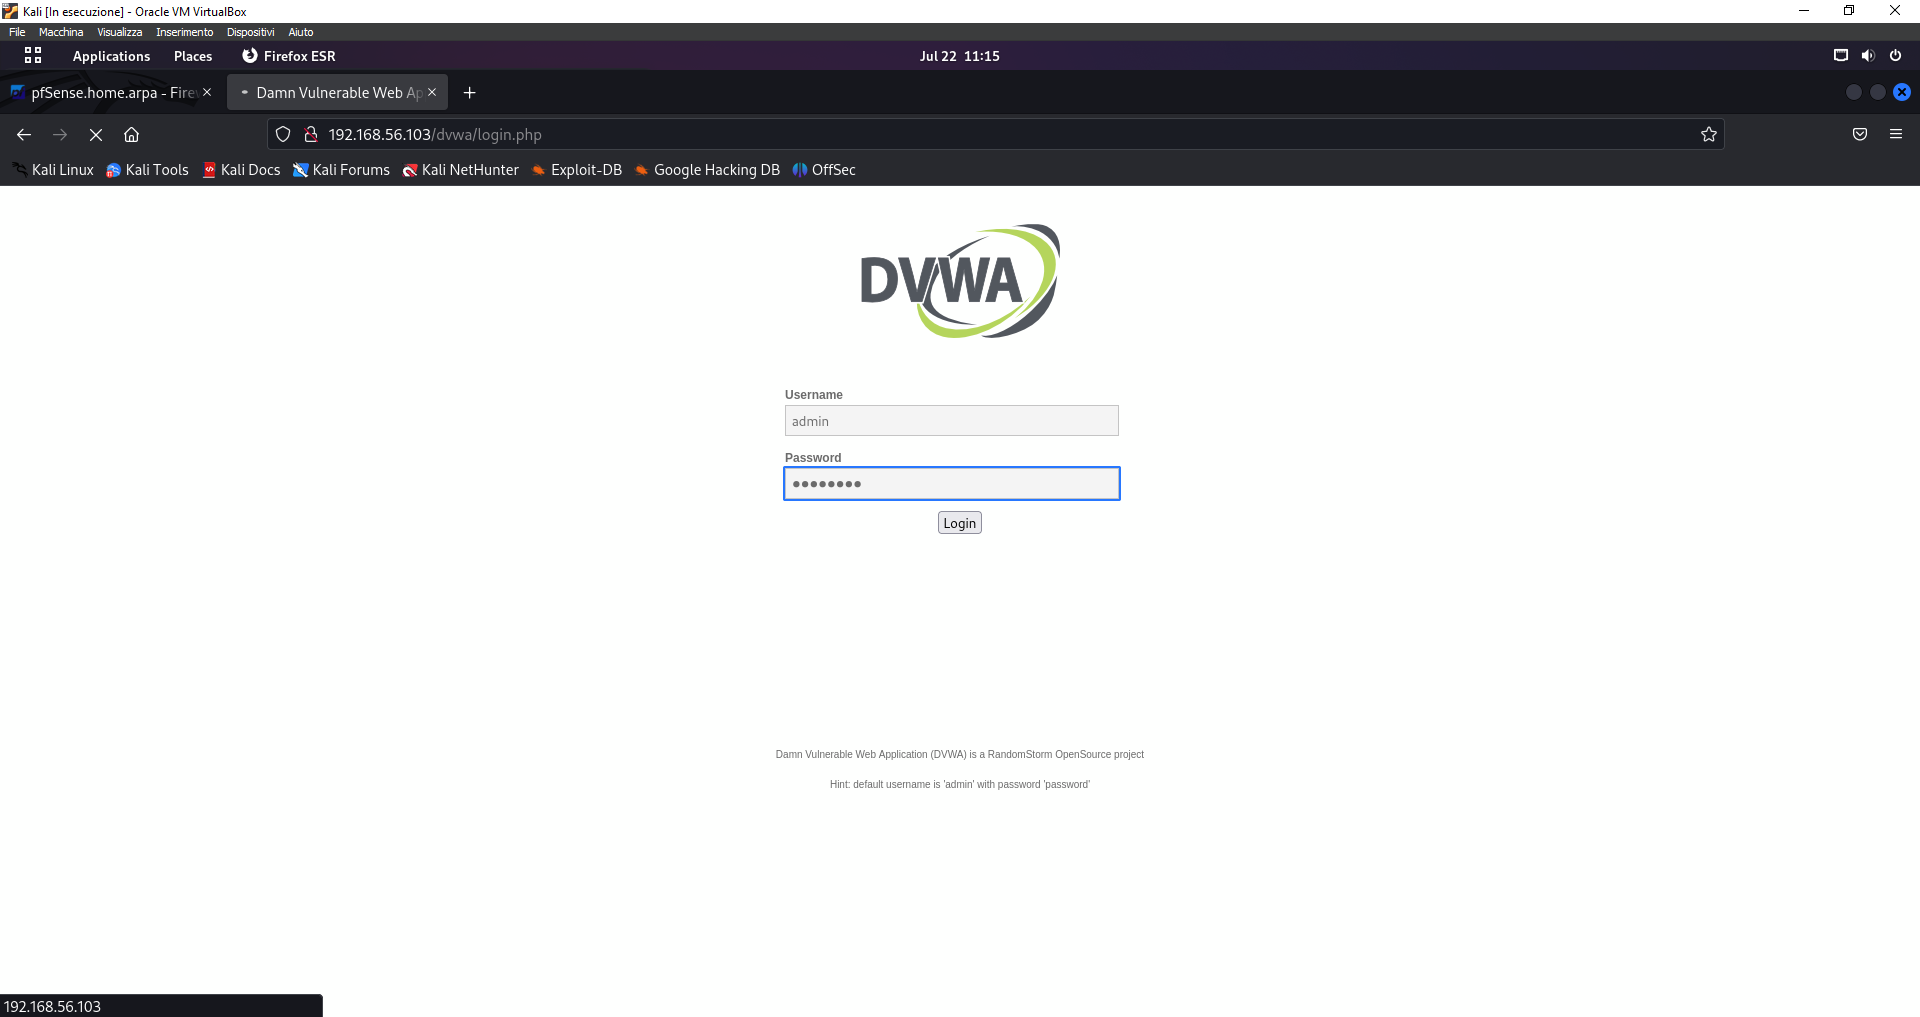 Kali [In esecuzione] - Oracle VM VirtualBox
File Macchina Visualizza Inserimento Dispositivi Aiuto
Applications Places Firefox ESR Jul 22 11:15
pfSense.home.arpa - Fire Damn Vulnerable Web Ap
192.168.56.103/dvwa/login.php
Kali Linux Kali Tools Kali Docs Kali Forums Kali NetHunter Exploit-DB Google Hacking DB OffSec
DVWA
Username
admin
Password
Login
Damn Vulnerable Web Application (DVWA) is a RandomStorm OpenSource project
Hint: default username is 'admin' with password 'password'
192.168.56.103